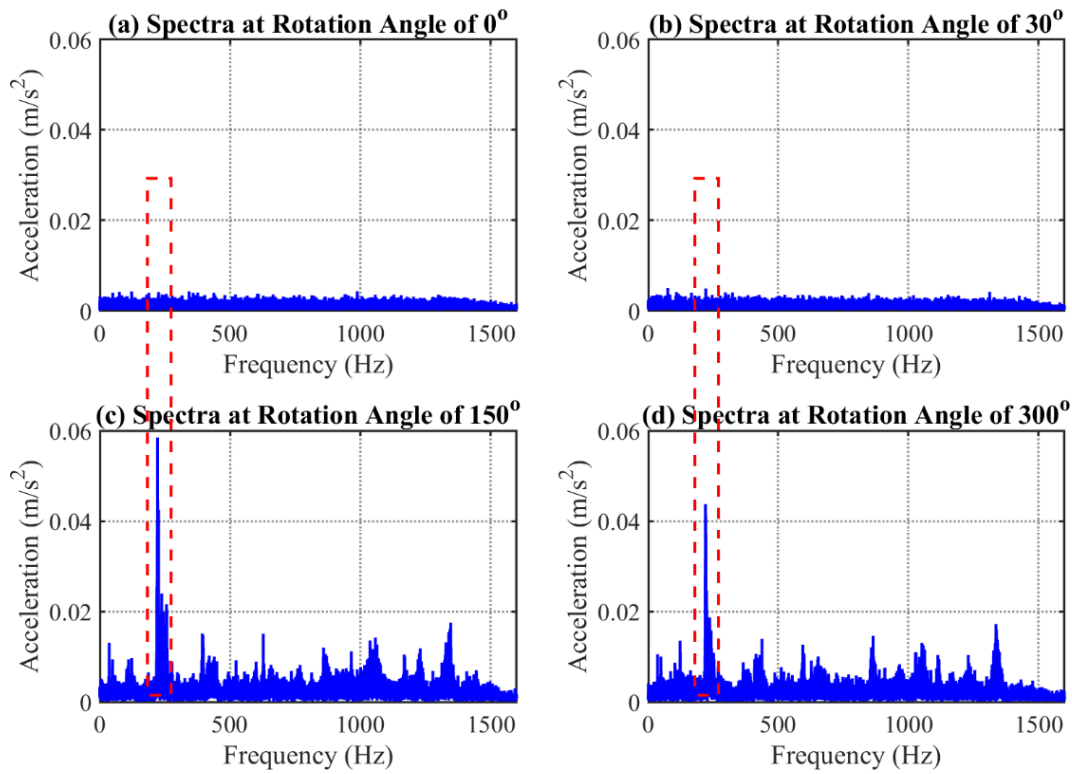 (a) Spectra at Rotation Angle of 0°
0.06
0.04
0.02
0
Acceleration (m/s²)
0 500 1000 1500
Frequency (Hz)
(b) Spectra at Rotation Angle of 30°
0.06
0.04
0.02
0
Acceleration (m/s²)
0 500 1000 1500
Frequency (Hz)
(c) Spectra at Rotation Angle of 150°
0.06
0.04
0.02
0
Acceleration (m/s²)
0 500 1000 1500
Frequency (Hz)
(d) Spectra at Rotation Angle of 300°
0.06
0.04
0.02
0
Acceleration (m/s²)
0 500 1000 1500
Frequency (Hz)